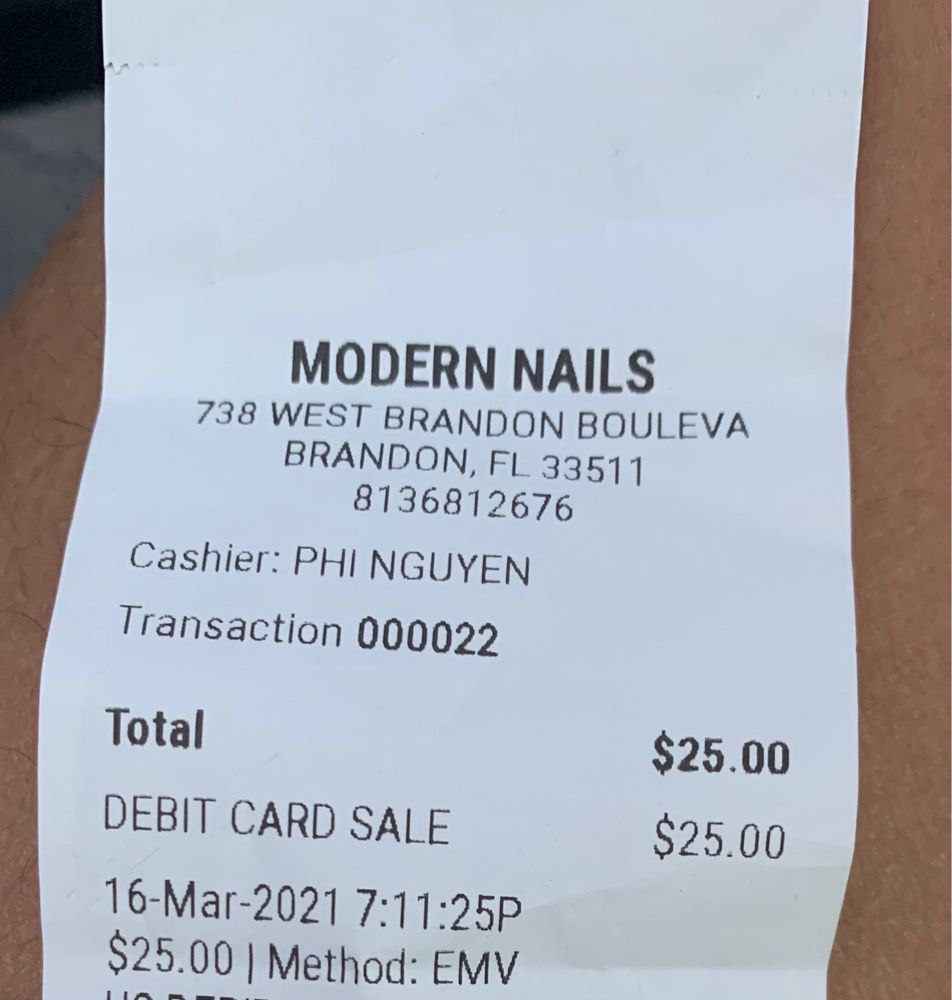 MODERN NAILS
738 WEST BRANDON BOULEVA
BRANDON, FL 33511
8136812676
Cashier: PHI NGUYEN
Transaction 000022
Total $25.00
DEBIT CARD SALE $25.00
16-Mar-2021 7:11:25P
$25.00 | Method: EMV